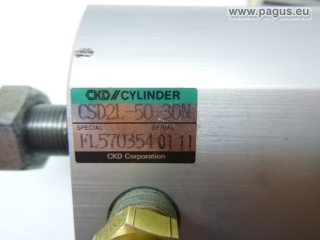 www.pagus.eu
CKD//CYLINDER
CSD2L-50-30N
SPECIAL SERIAL
FL570354 01 11
CKD Corporation